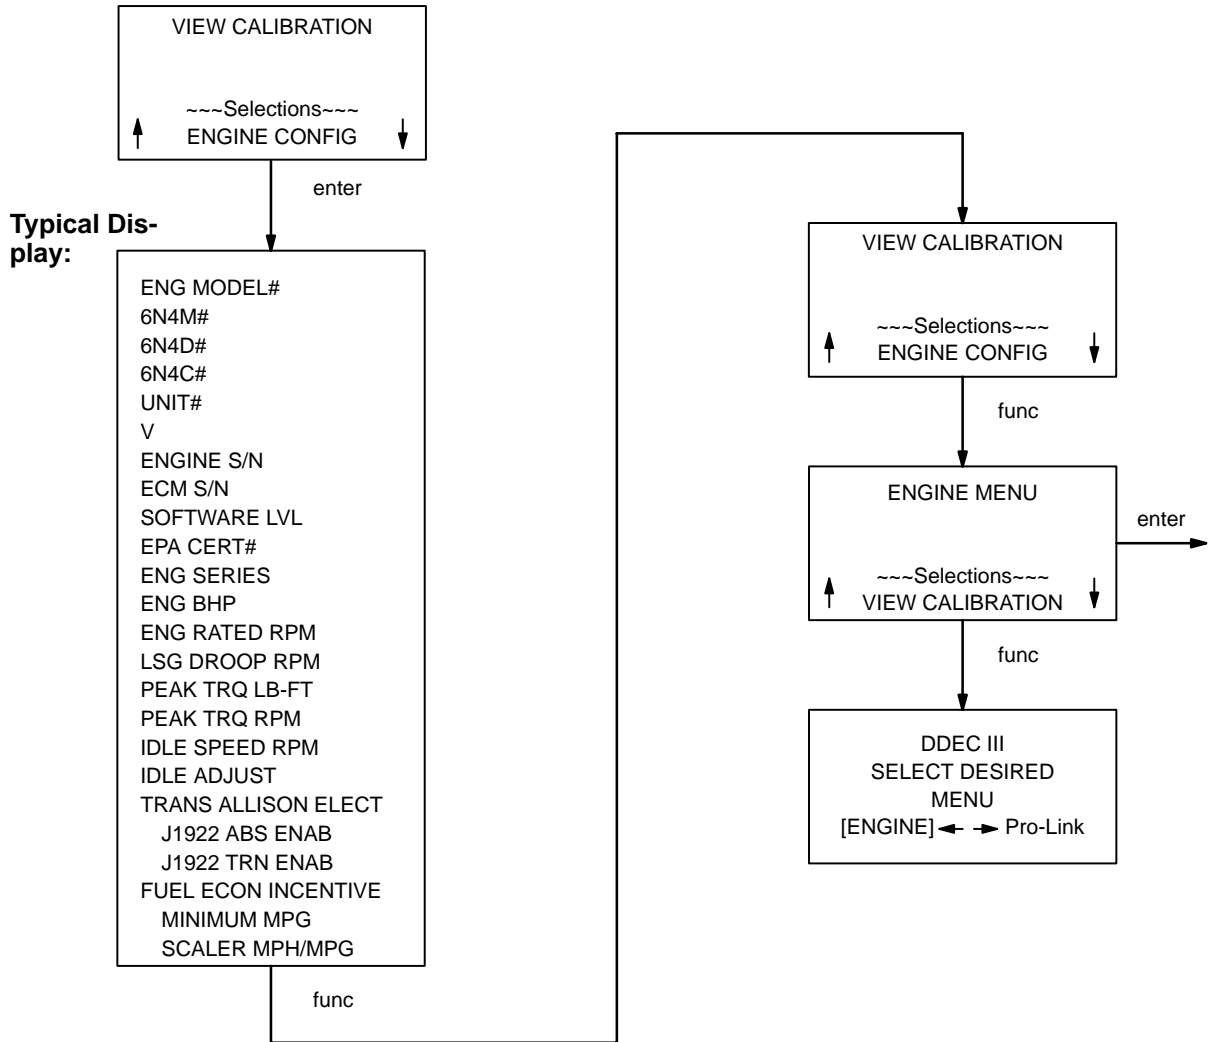 VIEW CALIBRATION
~~~Selections~~~
ENGINE CONFIG
enter
Typical Dis-
play:
ENG MODEL#
6N4M#
6N4D#
6N4C#
UNIT#
V
ENGINE S/N
ECM S/N
SOFTWARE LVL
EPA CERT#
ENG SERIES
ENG BHP
ENG RATED RPM
LSG DROOP RPM
PEAK TRQ LB-FT
PEAK TRQ RPM
IDLE SPEED RPM
IDLE ADJUST
TRANS ALLISON ELECT
J1922 ABS ENAB
J1922 TRN ENAB
FUEL ECON INCENTIVE
MINIMUM MPG
SCALER MPH/MPG
func
VIEW CALIBRATION
~~~Selections~~~
ENGINE CONFIG
func
ENGINE MENU
~~~Selections~~~
VIEW CALIBRATION
enter
func
DDEC III
SELECT DESIRED
MENU
[ENGINE] Pro-Link